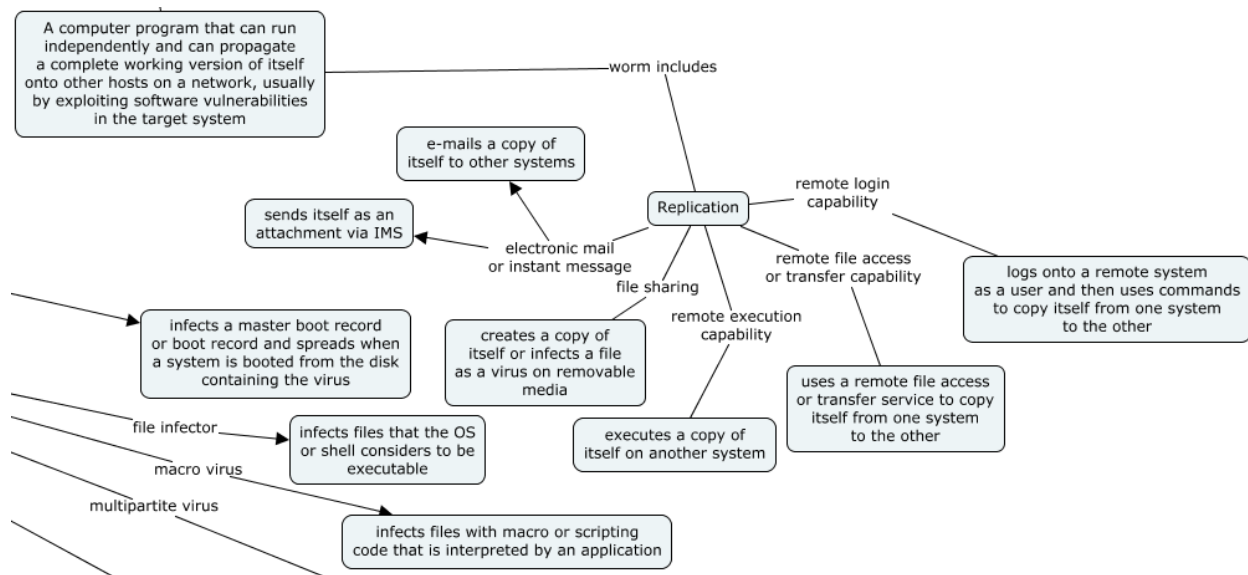 A computer program that can run
independently and can propagate
a complete working version of itself
onto other hosts on a network, usually
by exploiting software vulnerabilities
in the target system
worm includes
e-mails a copy of
itself to other systems
sends itself as an
attachment via IMS
electronic mail
or instant message
Replication
remote login
capability
logs onto a remote system
as a user and then uses commands
to copy itself from one system
to the other
remote file access
or transfer capability
file sharing
remote execution
capability
creates a copy of
itself or infects a file
as a virus on removable
media
uses a remote file access
or transfer service to copy
itself from one system
to the other
executes a copy of
itself on another system
infects a master boot record
or boot record and spreads when
a system is booted from the disk
containing the virus
file infector
infects files that the OS
or shell considers to be
executable
macro virus
multipartite virus
infects files with macro or scripting
code that is interpreted by an application